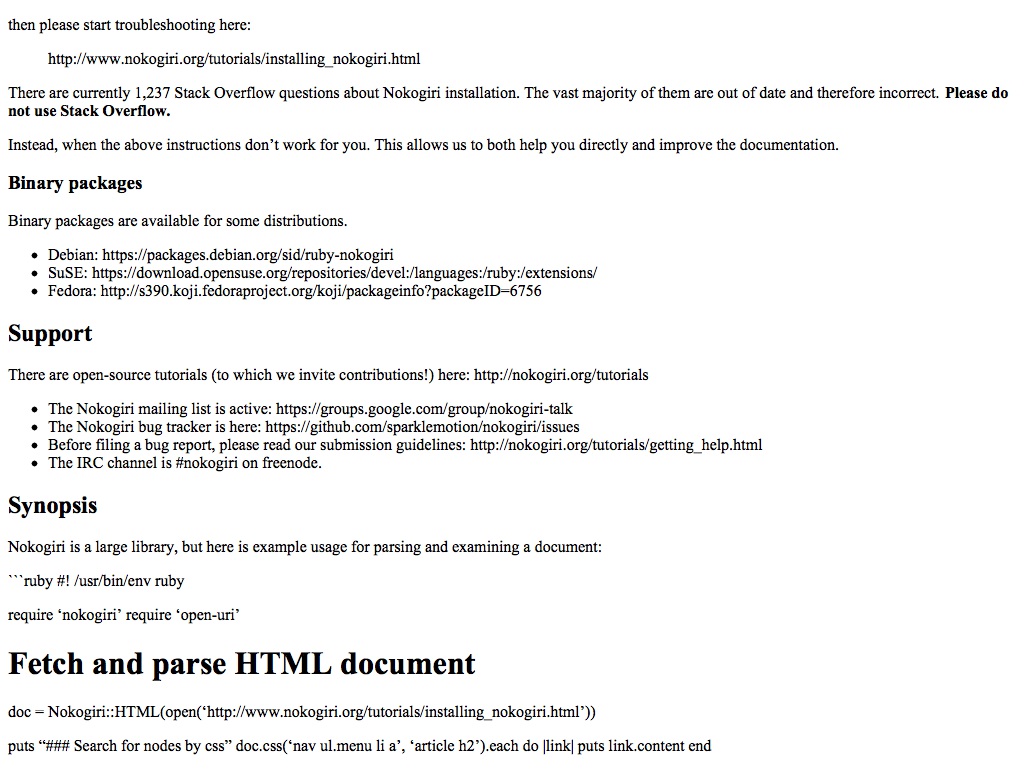 then please start troubleshooting here:
http://www.nokogiri.org/tutorials/installing_nokogiri.html
There are currently 1,237 Stack Overflow questions about Nokogiri installation. The vast majority of them are out of date and therefore incorrect. Please do
not use Stack Overflow.
Instead, when the above instructions don’t work for you. This allows us to both help you directly and improve the documentation.
Binary packages
Binary packages are available for some distributions.
• Debian: https://packages.debian.org/sid/ruby-nokogiri
• SuSE: https://download.opensuse.org/repositories/devel:/languages:/ruby:/extensions/
• Fedora: http://s390.koji.fedoraproject.org/koji/packageinfo?packageID=6756
Support
There are open-source tutorials (to which we invite contributions!) here: http://nokogiri.org/tutorials
• The Nokogiri mailing list is active: https://groups.google.com/group/nokogiri-talk
• The Nokogiri bug tracker is here: https://github.com/sparklemotion/nokogiri/issues
• Before filing a bug report, please read our submission guidelines: http://nokogiri.org/tutorials/getting_help.html
• The IRC channel is #nokogiri on freenode.
Synopsis
Nokogiri is a large library, but here is example usage for parsing and examining a document:
```ruby #! /usr/bin/env ruby
require ‘nokogiri’ require ‘open-uri’
Fetch and parse HTML document
doc = Nokogiri::HTML(open(‘http://www.nokogiri.org/tutorials/installing_nokogiri.html’))
puts “### Search for nodes by css” doc.css(‘nav ul.menu li a’, ‘article h2’).each do |link| puts link.content end